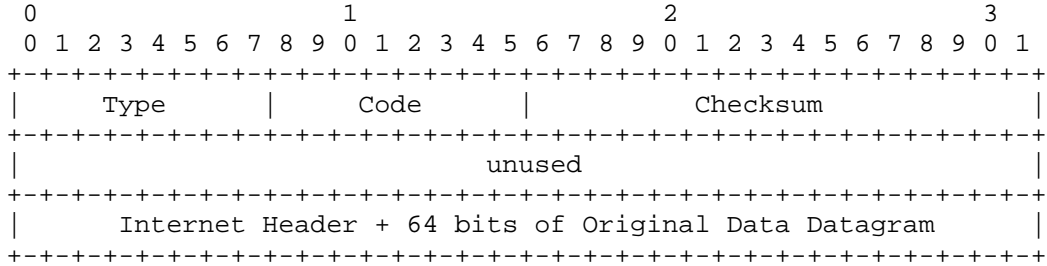 0                   1                   2                   3
 0 1 2 3 4 5 6 7 8 9 0 1 2 3 4 5 6 7 8 9 0 1 2 3 4 5 6 7 8 9 0 1
+-+-+-+-+-+-+-+-+-+-+-+-+-+-+-+-+-+-+-+-+-+-+-+-+-+-+-+-+-+-+-+-+
|     Type      |     Code      |          Checksum             |
+-+-+-+-+-+-+-+-+-+-+-+-+-+-+-+-+-+-+-+-+-+-+-+-+-+-+-+-+-+-+-+-+
|                             unused                            |
+-+-+-+-+-+-+-+-+-+-+-+-+-+-+-+-+-+-+-+-+-+-+-+-+-+-+-+-+-+-+-+-+
|      Internet Header + 64 bits of Original Data Datagram      |
+-+-+-+-+-+-+-+-+-+-+-+-+-+-+-+-+-+-+-+-+-+-+-+-+-+-+-+-+-+-+-+-+